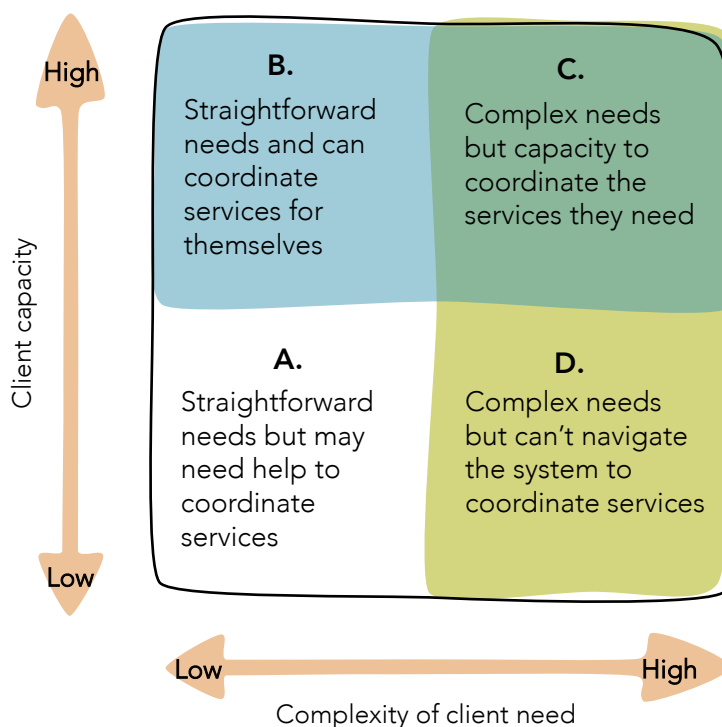 High
Client capacity
Low
B.
Straightforward
needs and can
coordinate
services for
themselves
C.
Complex needs
but capacity to
coordinate the
services they need
A.
Straightforward
needs but may
need help to
coordinate
services
D.
Complex needs
but can’t navigate
the system to
coordinate services
Low
High
Complexity of client need